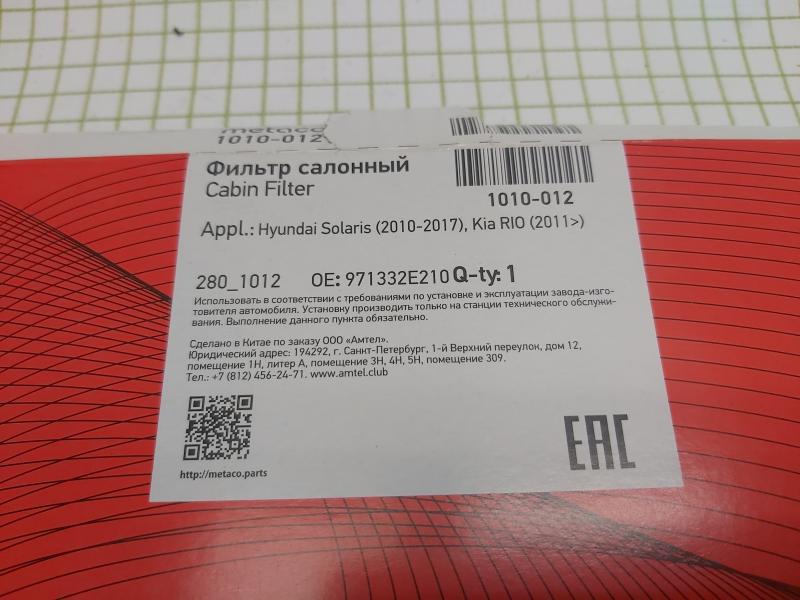 metaco
1010-012
Фильтр салонный
Cabin Filter
1010-012
Appl.: Hyundai Solaris (2010-2017), Kia RIO (2011>)
280_1012 OE: 971332E210 Q-ty: 1
Использовать в соответствии с требованиями по установке и эксплуатации завода-изго-
товителя автомобиля. Установку производить только на станции технического обслужи-
вания. Выполнение данного пункта обязательно.
Сделано в Китае по заказу ООО «Амтел».
Юридический адрес: 194292, г. Санкт-Петербург, 1-й Верхний переулок, дом 12,
помещение 1Н, литер А, помещение 3Н, 4Н, 5Н, помещение 309.
Тел.: +7 (812) 456-24-71. www.amtel.club
http://metaco.parts
EAC